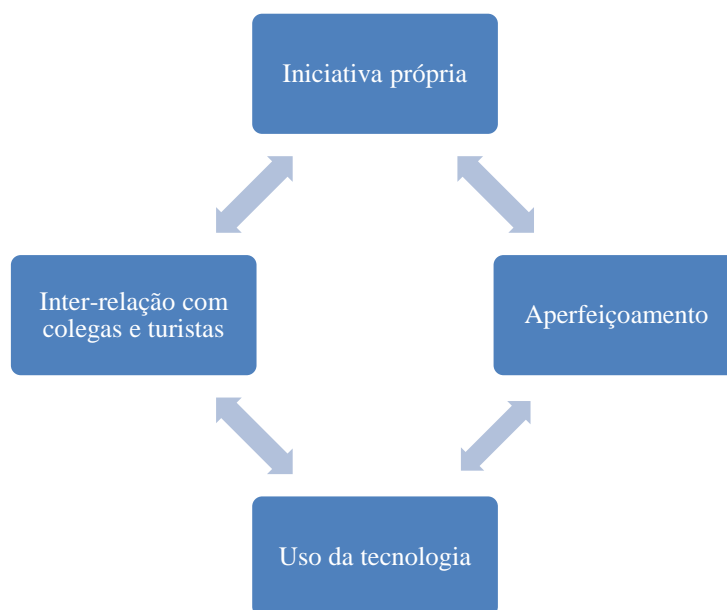 Iniciativa própria
Inter-relação com
colegas e turistas
Aperfeiçoamento
Uso da tecnologia